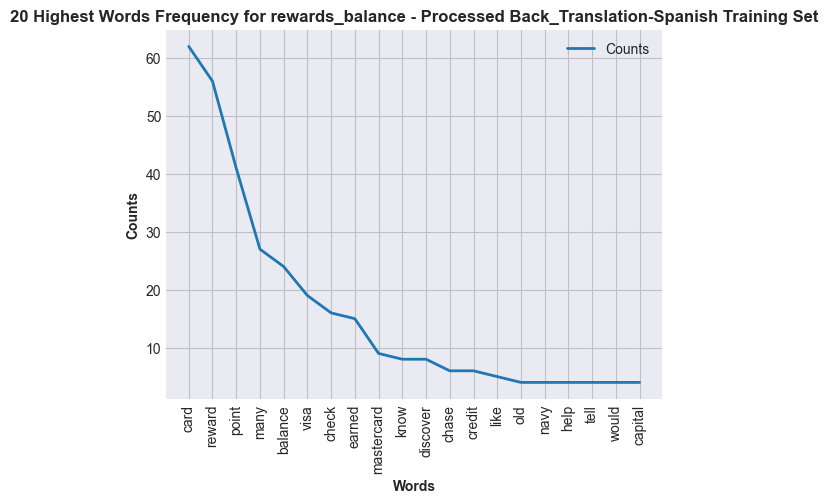 20 Highest Words Frequency for rewards_balance - Processed Back_Translation-Spanish Training Set
Counts
60
50
40
30
20
10
Counts
card
reward
point
many
balance
visa
check
earned
mastercard
know
discover
chase
credit
like
old
navy
help
tell
would
capital
Words